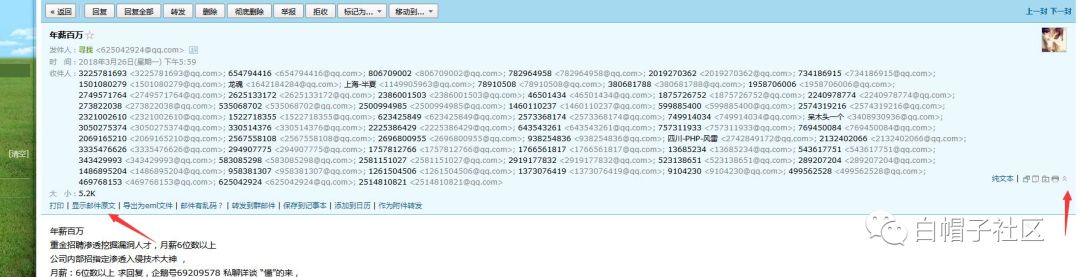 « 返回 回复 回复全部 转发 删除 彻底删除 举报 拒收 标记为... 移动到... 上一封 下一封
年薪百万
发件人：寻找 <625042924@qq.com>
时 间：2018年3月26日(星期一) 下午5:59
收件人：3225781693 <3225781693@qq.com>; 654794416 <654794416@qq.com>; 806709002 <806709002@qq.com>; 782964958 <782964958@qq.com>; 2019270362 <2019270362@qq.com>; 734186915 <734186915@qq.com>;
1501080279 <1501080279@qq.com>; 龙魂 <1642184284@qq.com>; 上海-半夏 <1149905963@qq.com>; 78910508 <78910508@qq.com>; 380681788 <380681788@qq.com>; 1958706006 <1958706006@qq.com>;
2749571764 <2749571764@qq.com>; 2625133172 <2625133172@qq.com>; 2386001503 <2386001503@qq.com>; 46501434 <46501434@qq.com>; 1875726752 <1875726752@qq.com>; 2240978774 <2240978774@qq.com>;
273822038 <273822038@qq.com>; 535068702 <535068702@qq.com>; 2500994985 <2500994985@qq.com>; 1460110237 <1460110237@qq.com>; 599885400 <599885400@qq.com>; 2574319216 <2574319216@qq.com>;
2321002610 <2321002610@qq.com>; 1522718355 <1522718355@qq.com>; 623425849 <623425849@qq.com>; 2573368174 <2573368174@qq.com>; 749914034 <749914034@qq.com>; 呆木头一个 <3408930936@qq.com>;
3050275374 <3050275374@qq.com>; 330514376 <330514376@qq.com>; 2225386429 <2225386429@qq.com>; 643543261 <643543261@qq.com>; 757311933 <757311933@qq.com>; 769450084 <769450084@qq.com>;
2069165210 <2069165210@qq.com>; 2567558108 <2567558108@qq.com>; 2696800955 <2696800955@qq.com>; 938254836 <938254836@qq.com>; 四川-PHP-风雷 <2742849172@qq.com>; 2132402066 <2132402066@qq.com>;
3335476626 <3335476626@qq.com>; 294907775 <294907775@qq.com>; 1757812766 <1757812766@qq.com>; 1766561817 <1766561817@qq.com>; 13685234 <13685234@qq.com>; 543617751 <543617751@qq.com>;
343429993 <343429993@qq.com>; 583085298 <583085298@qq.com>; 2581151027 <2581151027@qq.com>; 2919177832 <2919177832@qq.com>; 523138651 <523138651@qq.com>; 289207204 <289207204@qq.com>;
1486895204 <1486895204@qq.com>; 958381307 <958381307@qq.com>; 1261504506 <1261504506@qq.com>; 1373076419 <1373076419@qq.com>; 9104230 <9104230@qq.com>; 499562528 <499562528@qq.com>;
469768153 <469768153@qq.com>; 625042924 <625042924@qq.com>; 2514810821 <2514810821@qq.com>
[清空]
纯文本 |
大 小：5.2K
打印 | 显示邮件原文 | 导出为eml文件 | 邮件有乱码？ | 转发到群邮件 | 保存到记事本 | 添加到日历 | 作为附件转发
年薪百万
重金招聘渗透挖掘漏洞人才，月薪6位数以上
公司内部招指定渗透入侵技术大神 ，
月薪：6位数以上 求回复，企鹅号69209578 私聊详谈 “懂”的来，
白帽子社区